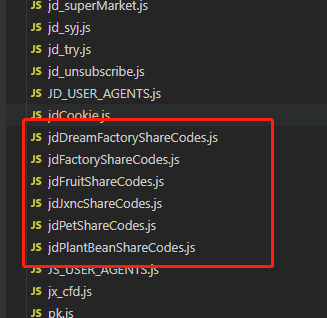 JS jd_superMarket.js
JS jd_syj.js
JS jd_try.js
JS jd_unsubscribe.js
JS JD_USER_AGENTS.js
JS jdCookie.js
JS jdDreamFactoryShareCodes.js
JS jdFactoryShareCodes.js
JS jdFruitShareCodes.js
JS jdJxncShareCodes.js
JS jdPetShareCodes.js
JS jdPlantBeanShareCodes.js
JS JS_USER_AGENTS.js
JS jx_cfd.js
JS pk.js